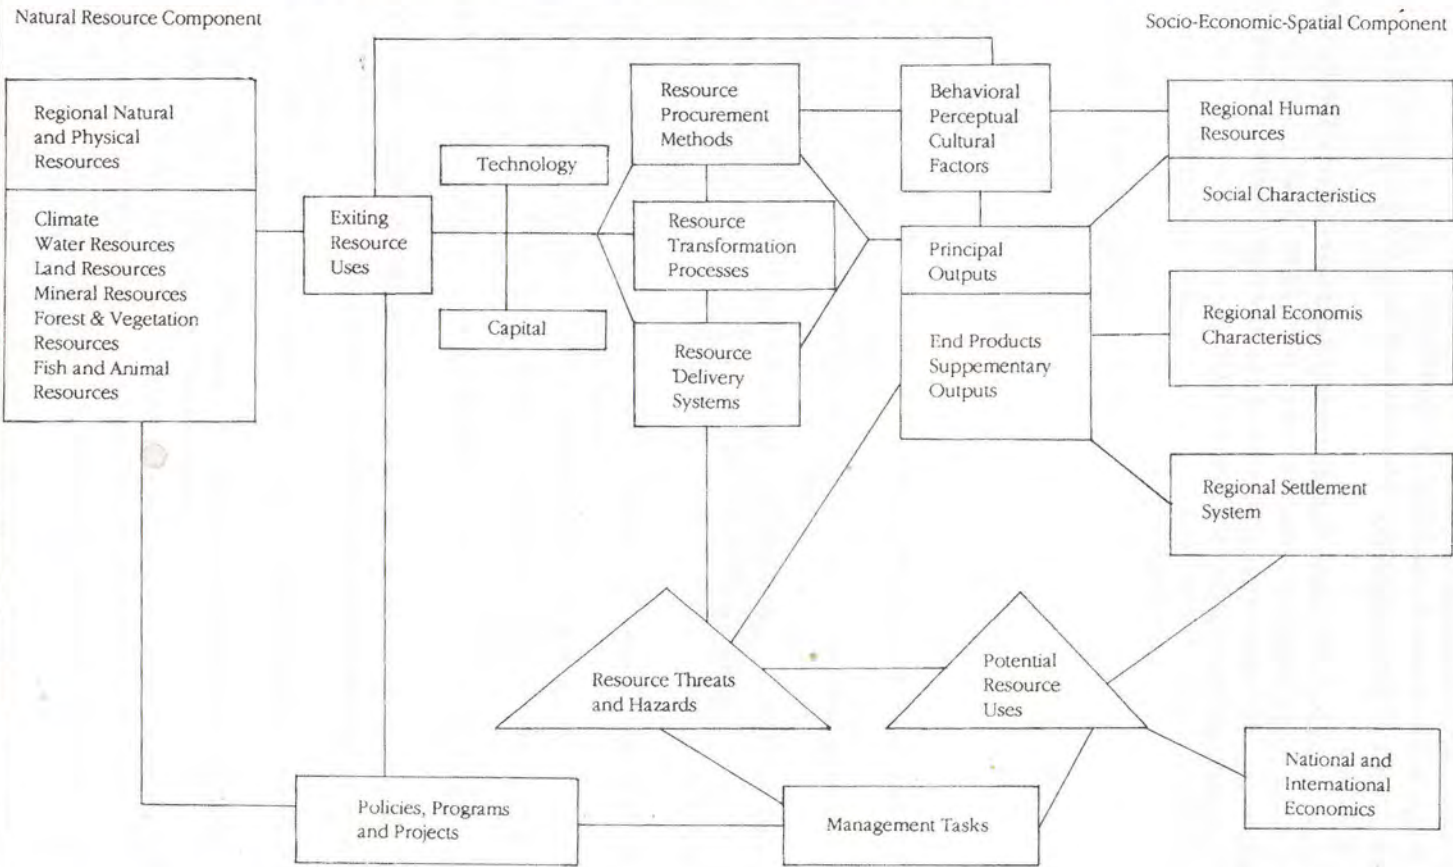 Natural Resource Component
Socio-Economic-Spatial Component
Regional Natural
and Physical
Resources
Climate
Water Resources
Land Resources
Mineral Resources
Forest & Vegetation
Resources
Fish and Animal
Resources
Exiting
Resource
Uses
Technology
Capital
Resource
Procurement
Methods
Resource
Transformation
Processes
Resource
Delivery
Systems
Behavioral
Perceptual
Cultural
Factors
Principal
Outputs
End Products
Suppementary
Outputs
Regional Human
Resources
Social Characteristics
Regional Economis
Characteristics
Regional Settlement
System
Resource Threats
and Hazards
Potential
Resource
Uses
National and
International
Economics
Policies, Programs
and Projects
Management Tasks